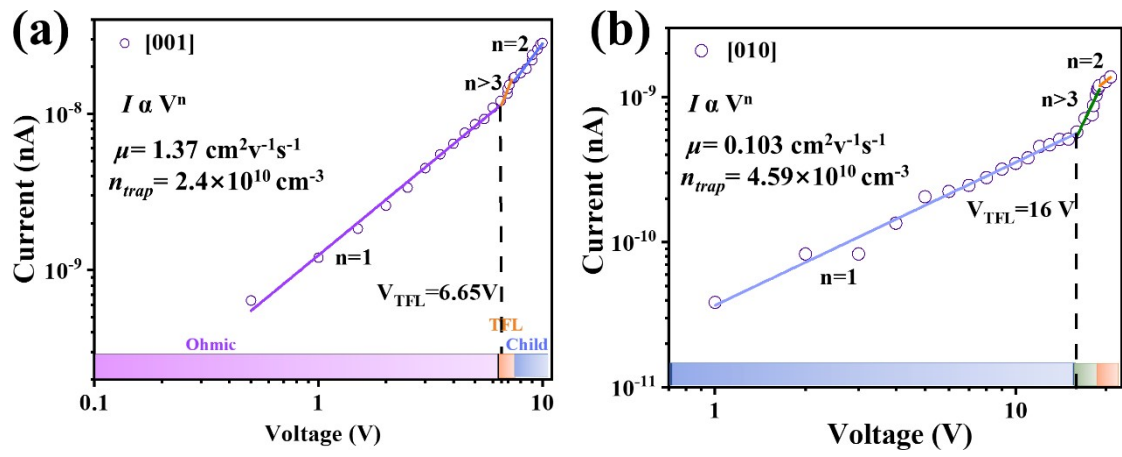 (a)
[001]
n=2
n>3
I α Vⁿ
μ = 1.37 cm²v⁻¹s⁻¹
n_trap = 2.4×10¹⁰ cm⁻³
n=1
V_TFL=6.65V
TFL
Ohmic
Child
10⁻⁸
10⁻⁹
Current (nA)
0.1
1
10
Voltage (V)
(b)
[010]
n=2
n>3
I α Vⁿ
μ = 0.103 cm²v⁻¹s⁻¹
n_trap = 4.59×10¹⁰ cm⁻³
V_TFL=16 V
n=1
10⁻⁹
10⁻¹⁰
10⁻¹¹
Current (nA)
1
10
Voltage (V)